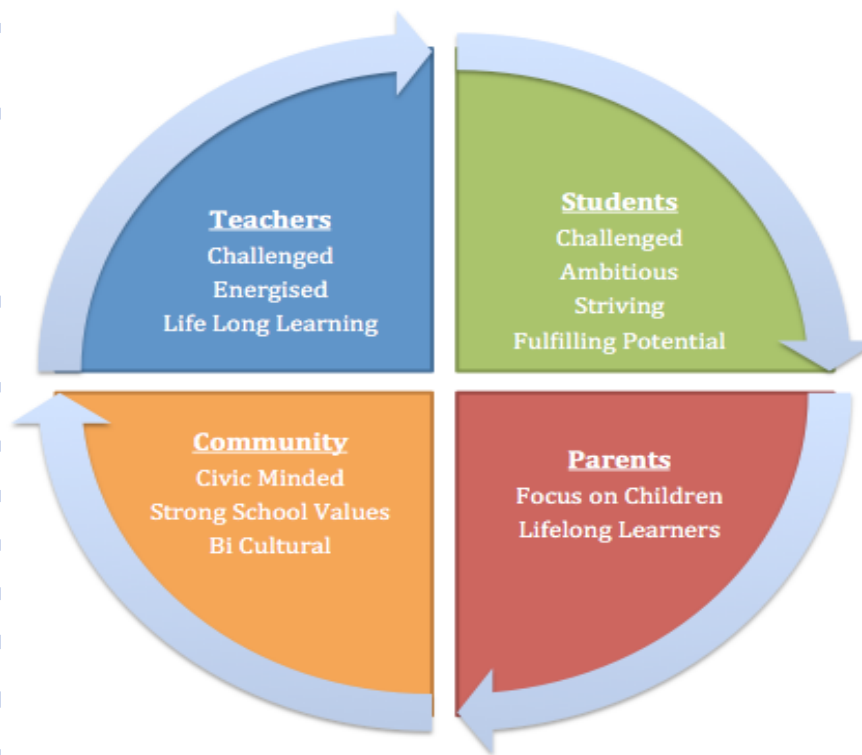 Teachers
Challenged
Energised
Life Long Learning
Students
Challenged
Ambitious
Striving
Fulfilling Potential
Community
Civic Minded
Strong School Values
Bi Cultural
Parents
Focus on Children
Lifelong Learners